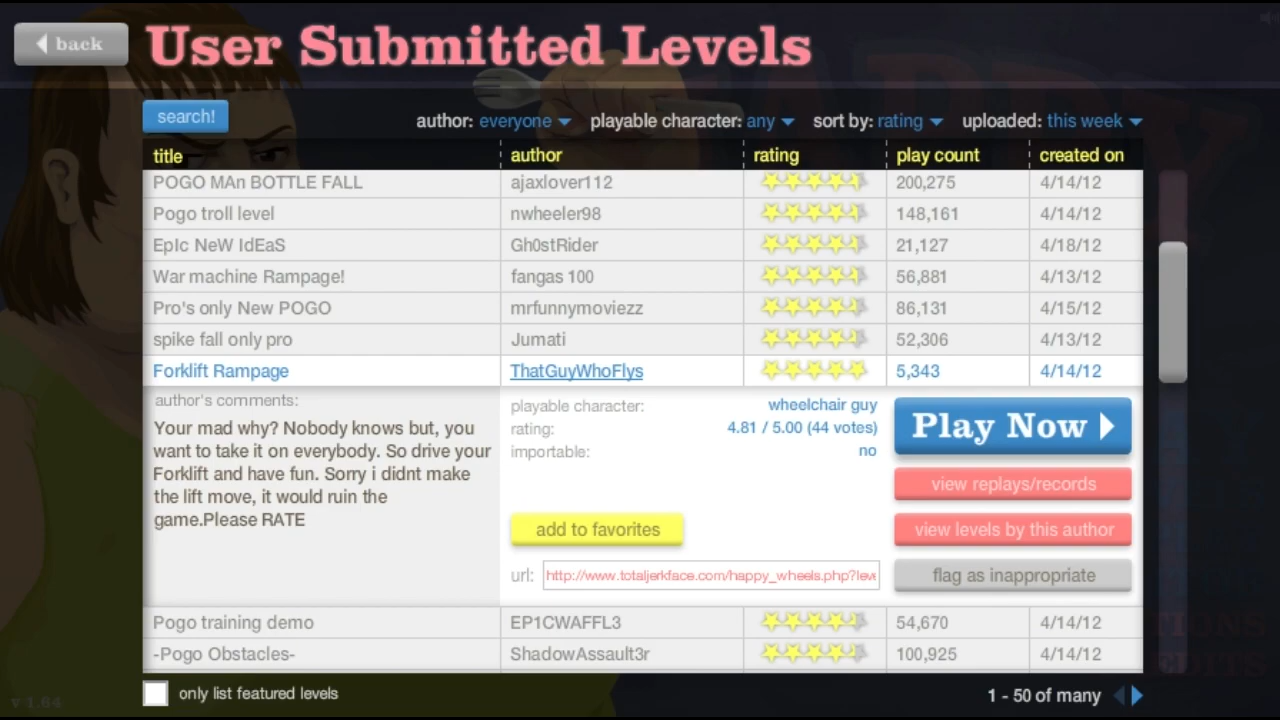 back
User Submitted Levels
search!
author: everyone playable character: any sort by: rating uploaded: this week
title author rating play count created on
POGO MAn BOTTLE FALL ajaxlover112 200,275 4/14/12
Pogo troll level nwheeler98 148,161 4/14/12
EpIc NeW IdEaS Gh0stRider 21,127 4/18/12
War machine Rampage! fangas 100 56,881 4/13/12
Pro's only New POGO mrfunnymoviezz 86,131 4/15/12
spike fall only pro Jumati 52,306 4/13/12
Forklift Rampage ThatGuyWhoFlys 5,343 4/14/12
author's comments:
Your mad why? Nobody knows but, you
want to take it on everybody. So drive your
Forklift and have fun. Sorry i didnt make
the lift move, it would ruin the
game.Please RATE
playable character: wheelchair guy
rating: 4.81 / 5.00 (44 votes)
importable: no
add to favorites
url: http://www.totaljerkface.com/happy_wheels.php?leve
Play Now
view replays/records
view levels by this author
flag as inappropriate
Pogo training demo EP1CWAFFL3 54,670 4/14/12
-Pogo Obstacles- ShadowAssault3r 100,925 4/14/12
only list featured levels
1 - 50 of many
v 1.64